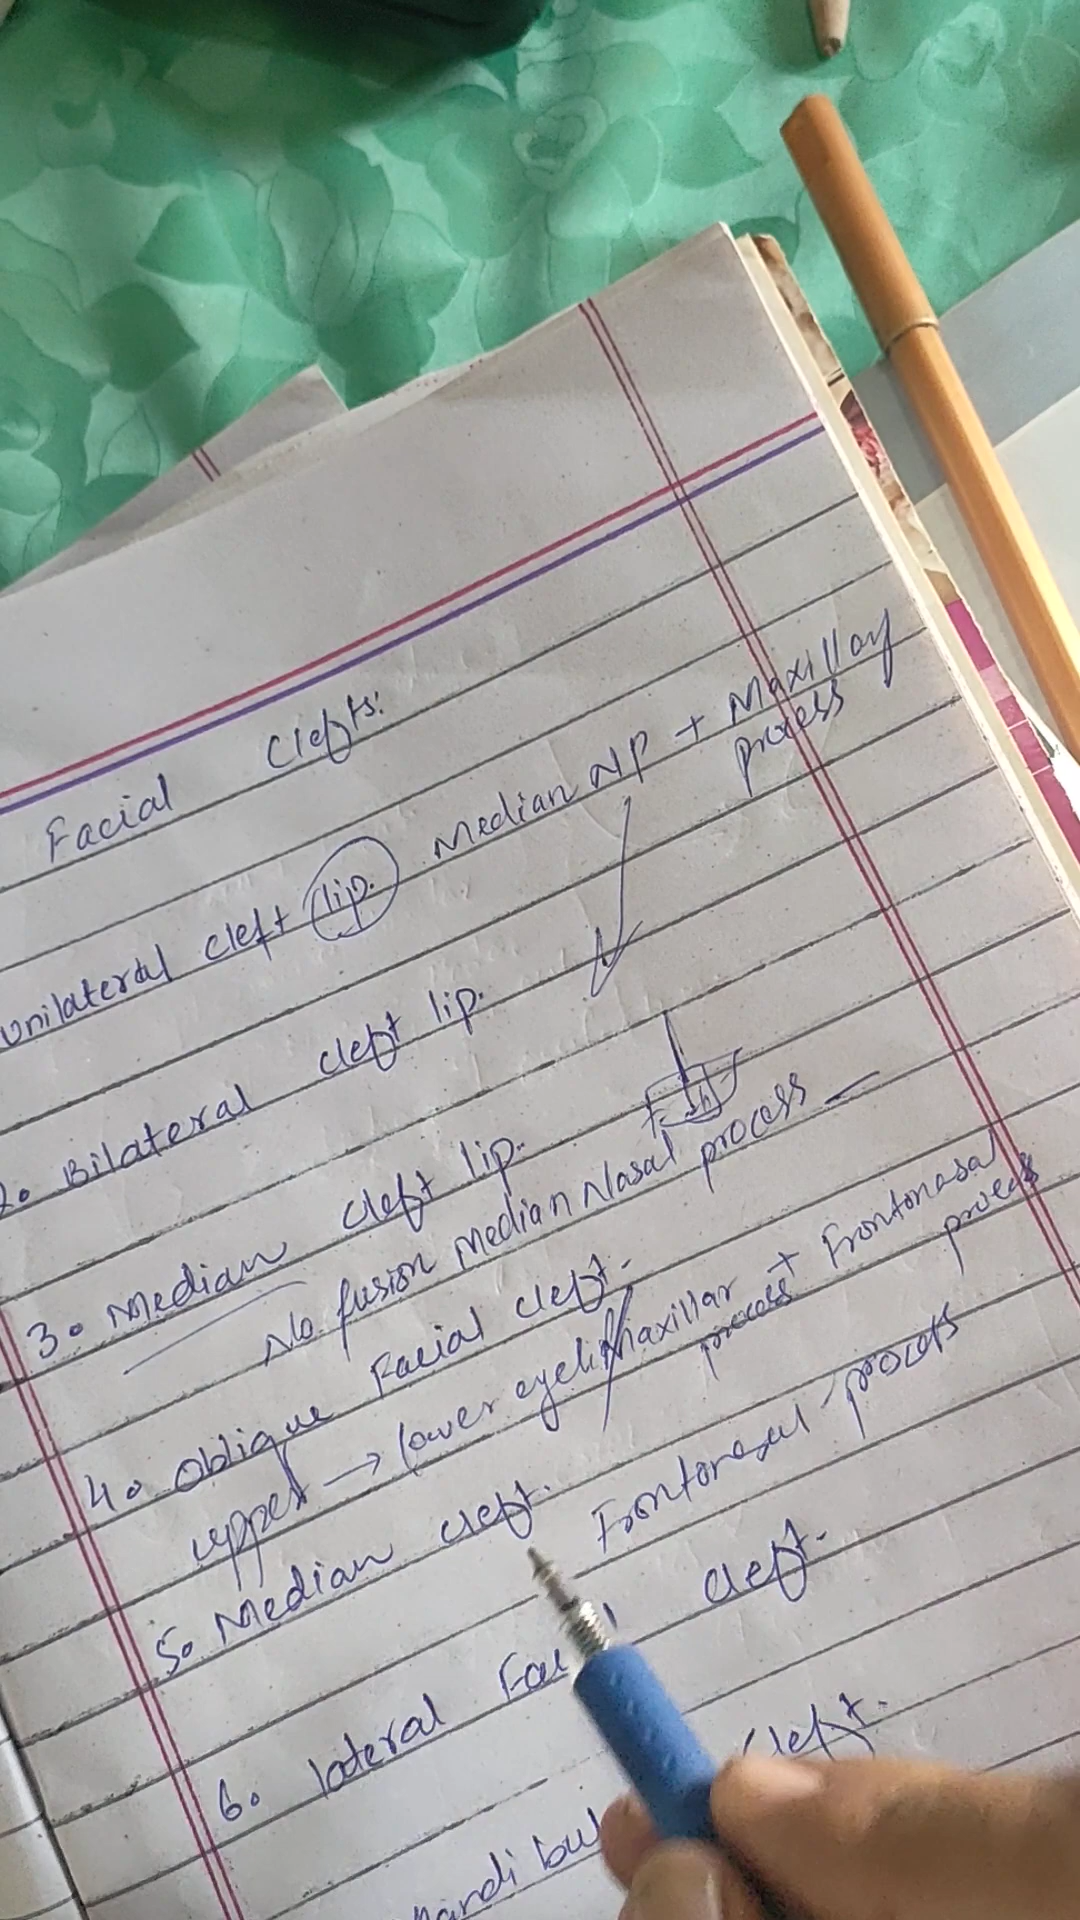 Facial Clefts:
Unilateral cleft lip. Median NP + Maxillary process
2. Bilateral cleft lip.
3. Median cleft lip.
No fusion Median Nasal process
4. Oblique Facial cleft.
upper → lower eyelid Maxillar process + Frontonasal process
5. Median cleft. Frontonasal process
6. lateral cleft.
cleft.